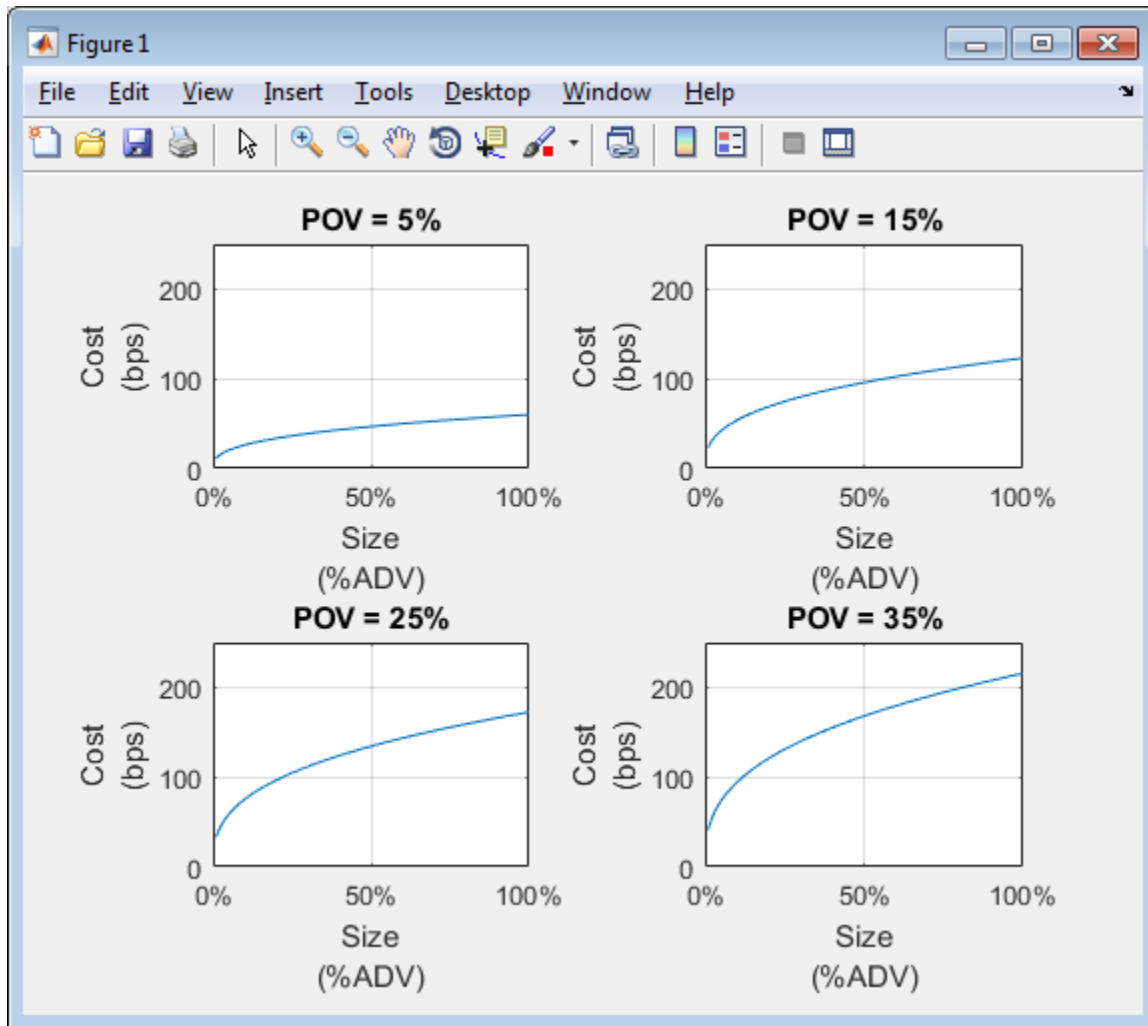 Figure 1
File Edit View Insert Tools Desktop Window Help
POV = 5%
200
100
0
Cost
(bps)
0% 50% 100%
Size
(%ADV)
POV = 15%
200
100
0
Cost
(bps)
0% 50% 100%
Size
(%ADV)
POV = 25%
200
100
0
Cost
(bps)
0% 50% 100%
Size
(%ADV)
POV = 35%
200
100
0
Cost
(bps)
0% 50% 100%
Size
(%ADV)